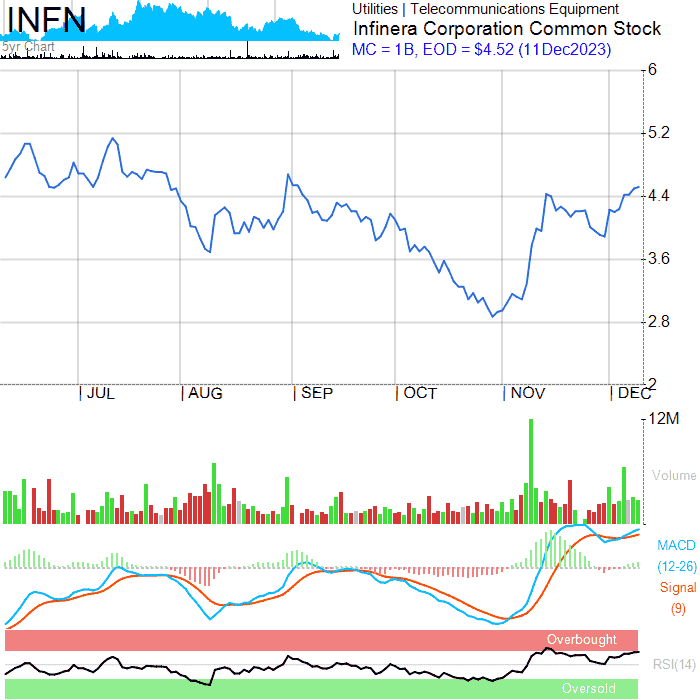 INFN
5yr Chart
Utilities | Telecommunications Equipment
Infinera Corporation Common Stock
MC = 1B, EOD = $4.52 (11Dec2023)
6
5.2
4.4
3.6
2.8
2
| JUL | AUG | SEP | OCT | NOV | DEC
12M
Volume
MACD
(12-26)
Signal
(9)
Overbought
RSI(14)
Oversold